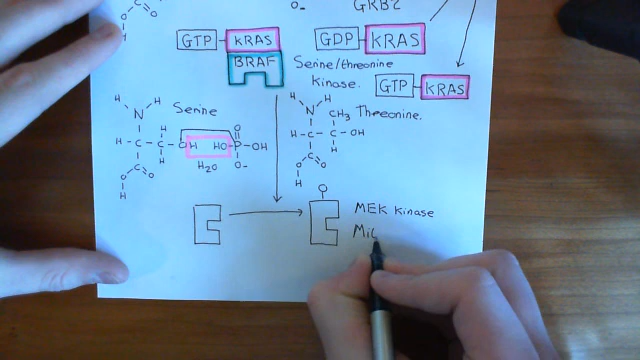 GRB2
GTP KRAS GDP KRAS
BRAF Serine/threonine
Kinase.
GTP KRAS
Serine Threonine.
H H H H
N N CH3
H H O H
H-C-C-OH HO-P-OH H-C-C-OH
H O- H
C=O H2O C=O
O O
H H
MEK Kinase
Mi